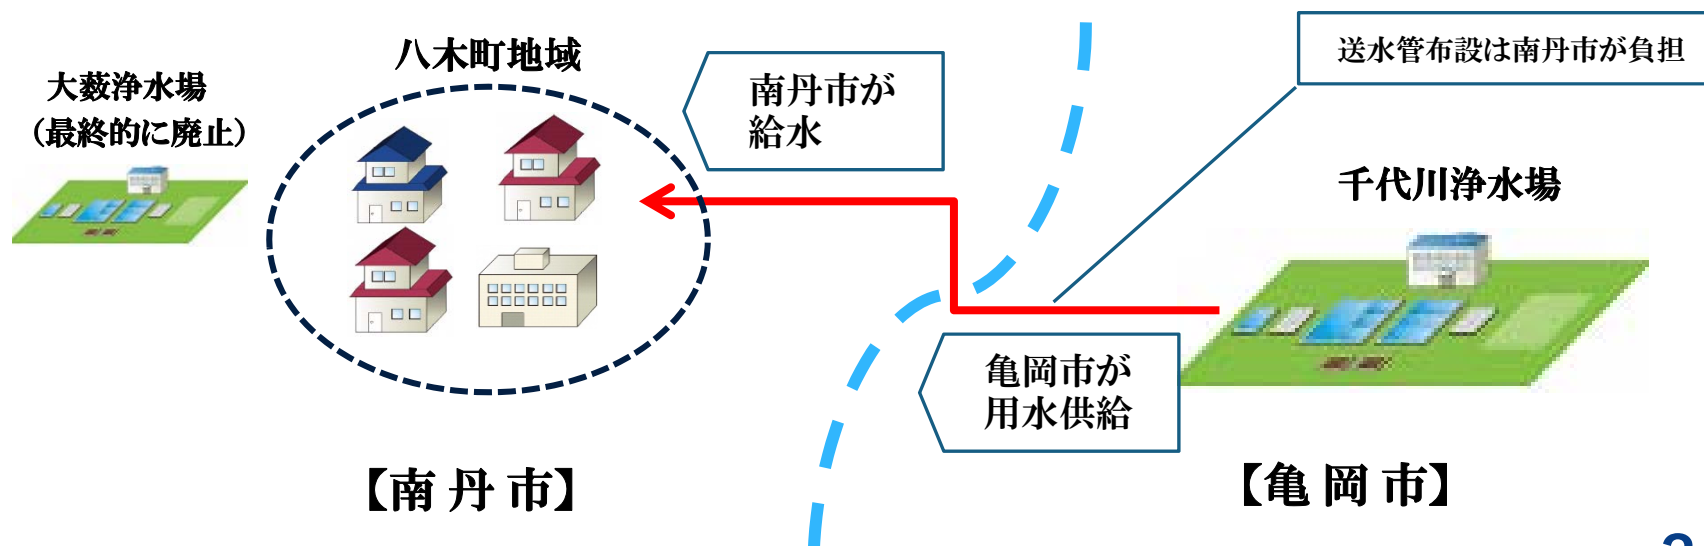 八木町地域
大薮浄水場
（最終的に廃止）
南丹市が
給水
送水管布設は南丹市が負担
千代川浄水場
亀岡市が
用水供給
【南 丹 市】
【亀 岡 市】